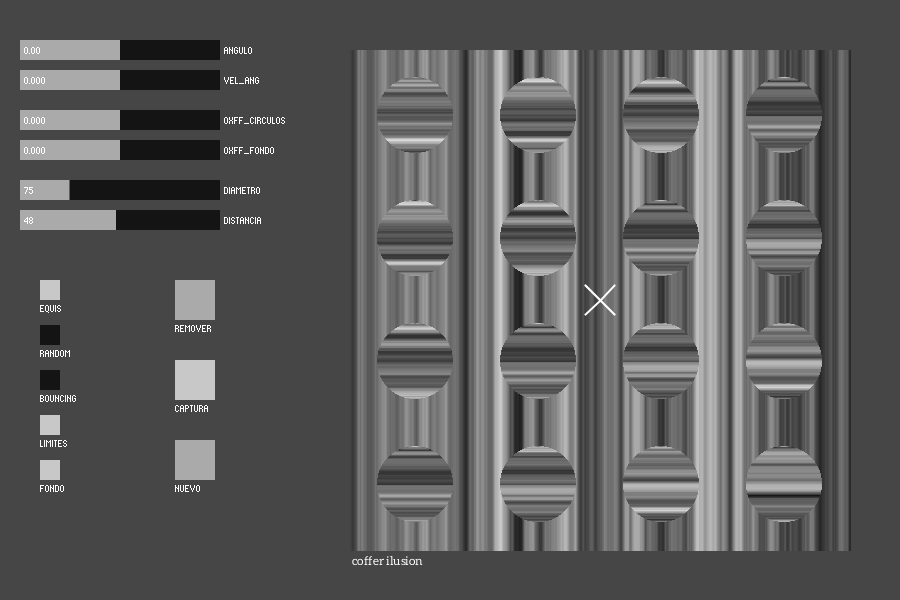 0.00 ANGULO
0.000 VEL_ANG
0.000 OXFF_CIRCULOS
0.000 OXFF_FONDO
75 DIAMETRO
48 DISTANCIA
EQUIS
REMOVER
RANDOM
BOUNCING
CAPTURA
LIMITES
FONDO
NUEVO
coffer ilusion